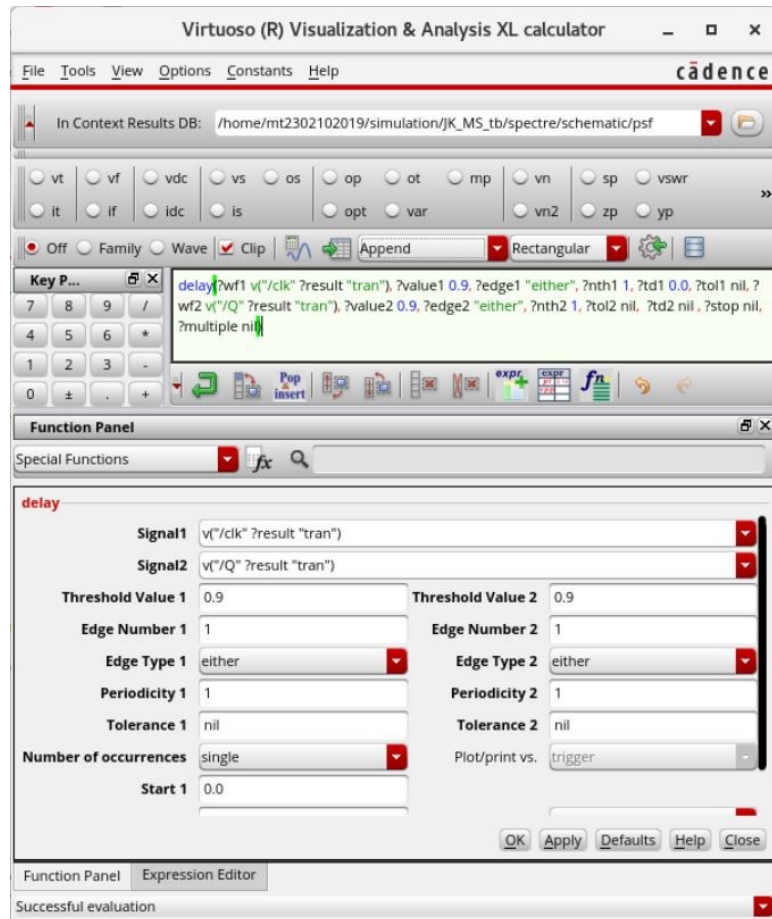 Virtuoso (R) Visualization & Analysis XL calculator
File Tools View Options Constants Help cādence
In Context Results DB: /home/mt2302102019/simulation/JK_MS_tb/spectre/schematic/psf
vt vf vdc vs os op ot mp vn sp vswr »
it if idc is opt var vn2 zp yp
Off Family Wave Clip Append Rectangular
Key P...
7 8 9 /
4 5 6 *
1 2 3 -
0 ± . +
delay(?wf1 v("/clk" ?result "tran"), ?value1 0.9, ?edge1 "either", ?nth1 1, ?td1 0.0, ?tol1 nil, ?
wf2 v("/Q" ?result "tran"), ?value2 0.9, ?edge2 "either", ?nth2 1, ?tol2 nil, ?td2 nil , ?stop nil,
?multiple nil)
Pop insert expr expr fn
Function Panel
Special Functions fx
delay
Signal1 v("/clk" ?result "tran")
Signal2 v("/Q" ?result "tran")
Threshold Value 1 0.9 Threshold Value 2 0.9
Edge Number 1 1 Edge Number 2 1
Edge Type 1 either Edge Type 2 either
Periodicity 1 1 Periodicity 2 1
Tolerance 1 nil Tolerance 2 nil
Number of occurrences single Plot/print vs. trigger
Start 1 0.0
OK Apply Defaults Help Close
Function Panel Expression Editor
Successful evaluation